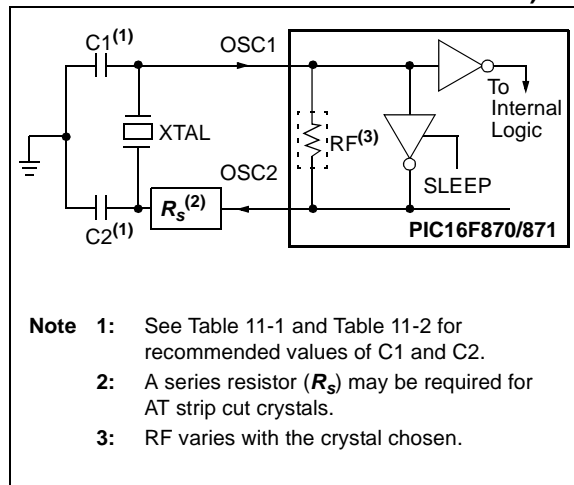 C1(1)
OSC1
To
Internal
Logic
XTAL
RF(3)
OSC2
SLEEP
Rs(2)
C2(1)
PIC16F870/871
Note 1: See Table 11-1 and Table 11-2 for
recommended values of C1 and C2.
2: A series resistor (Rs) may be required for
AT strip cut crystals.
3: RF varies with the crystal chosen.